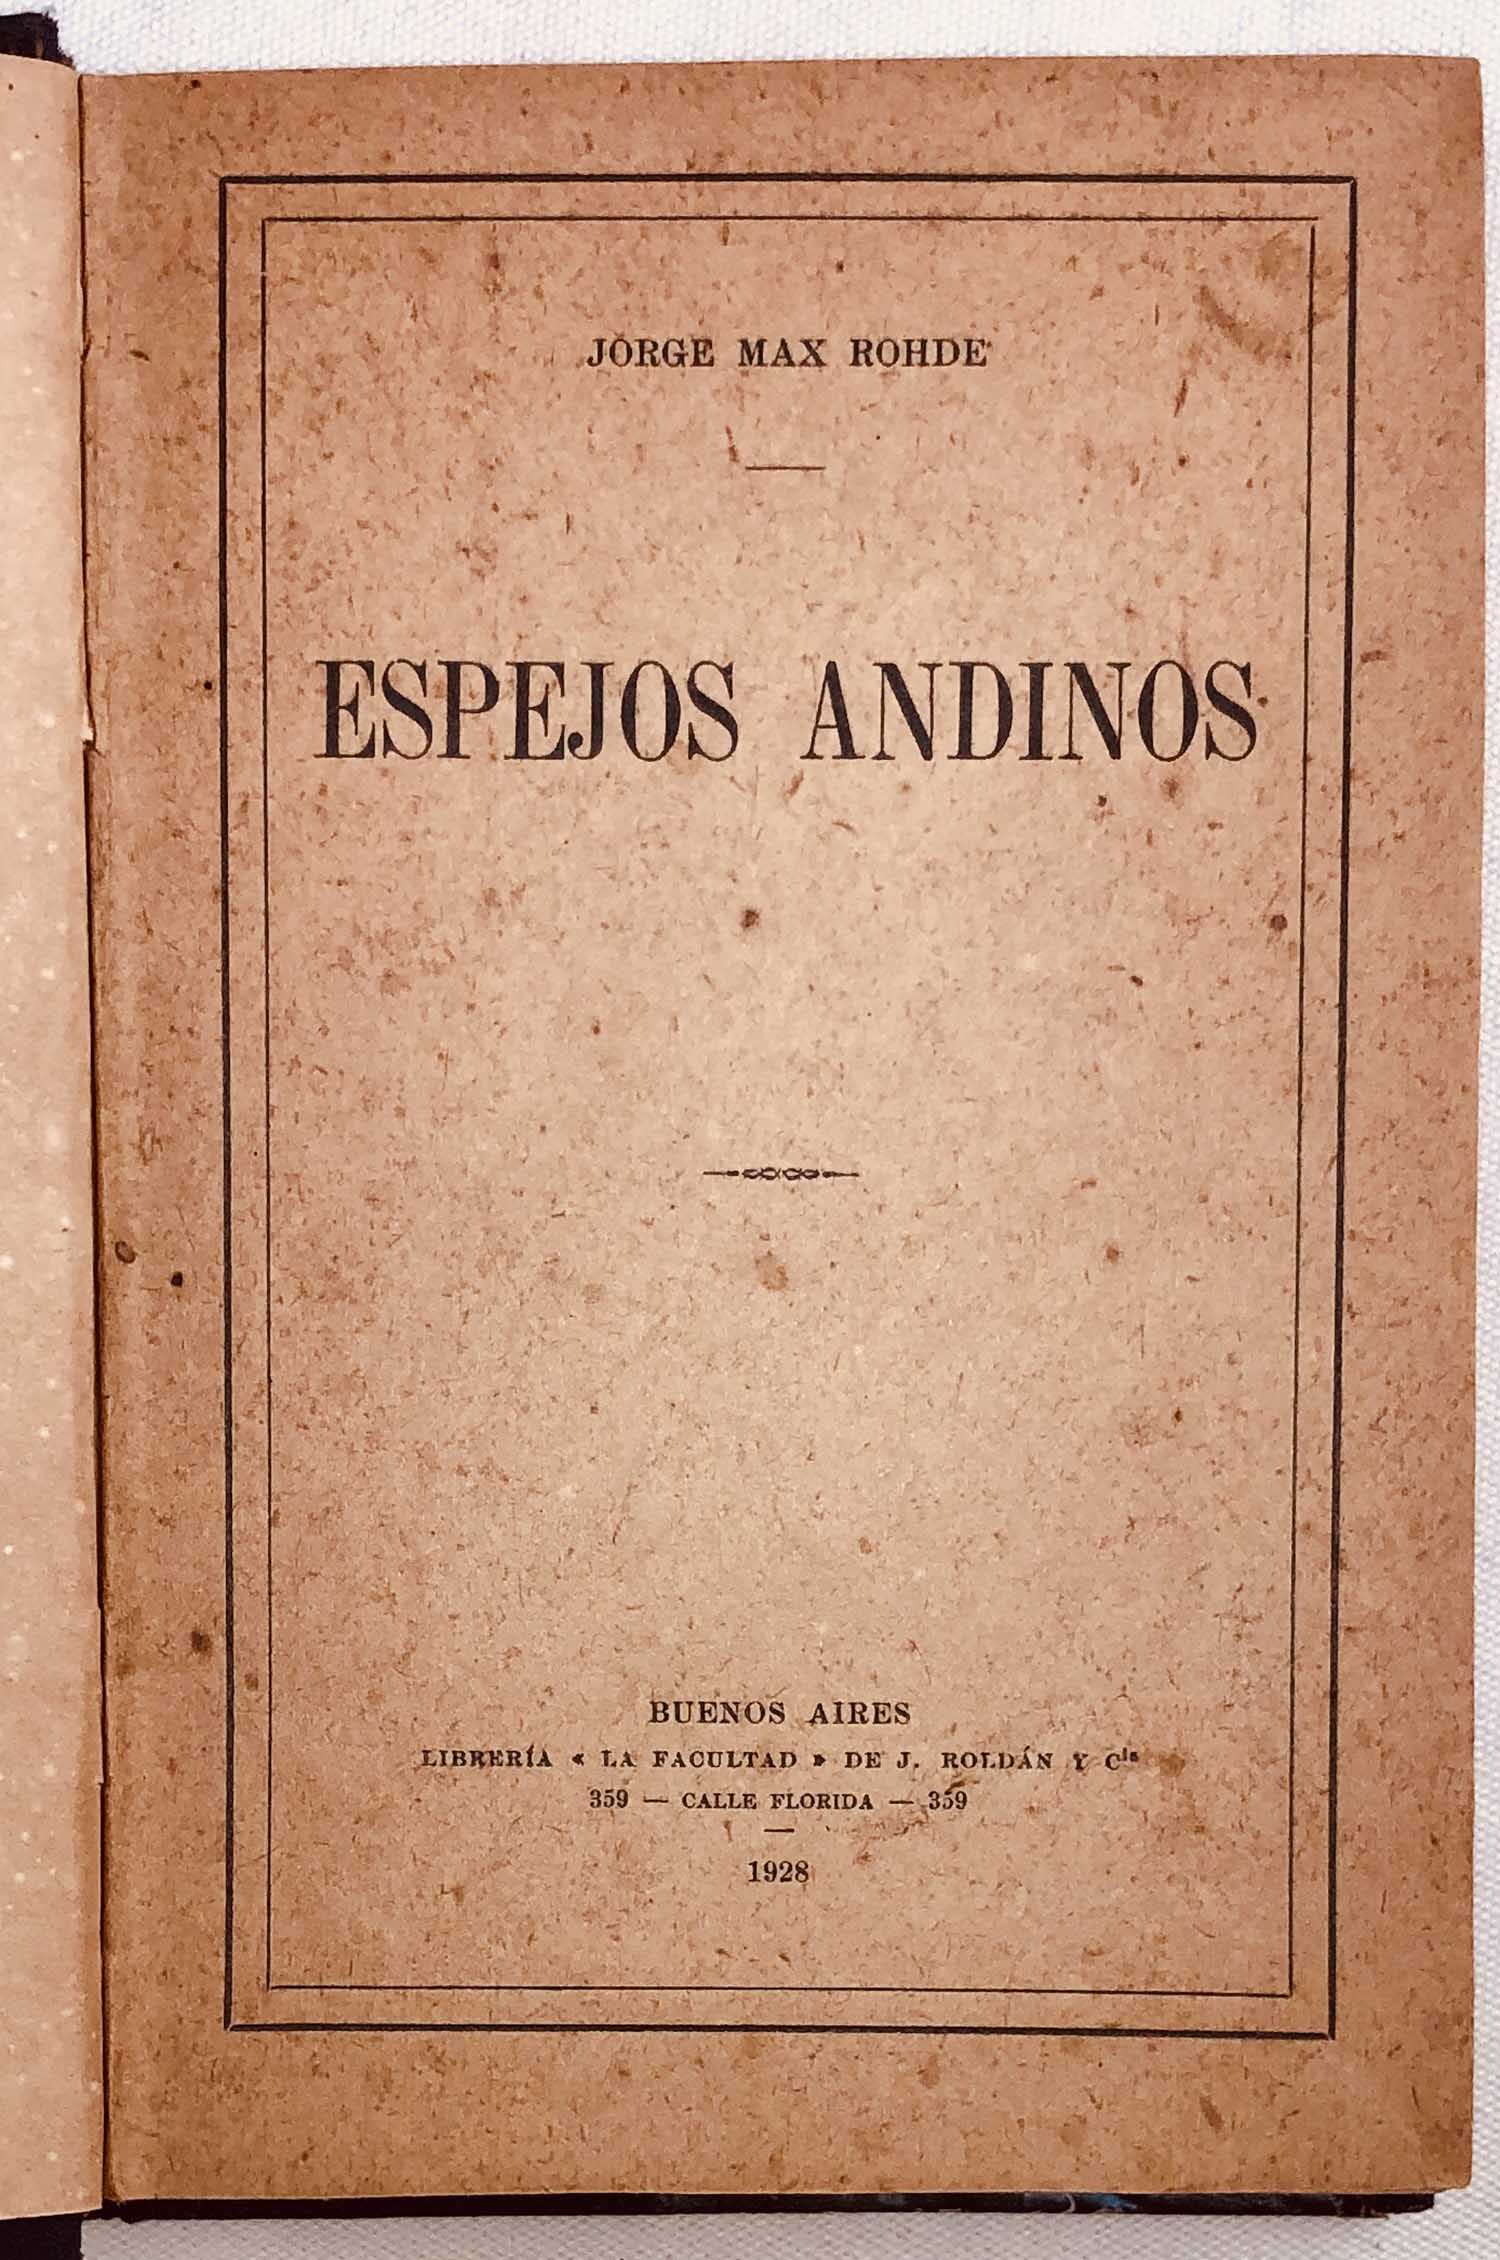 JORGE MAX ROHDE
ESPEJOS ANDINOS
BUENOS AIRES
LIBRERÍA « LA FACULTAD » DE J. ROLDÁN Y Cía
359 — CALLE FLORIDA — 359
1928